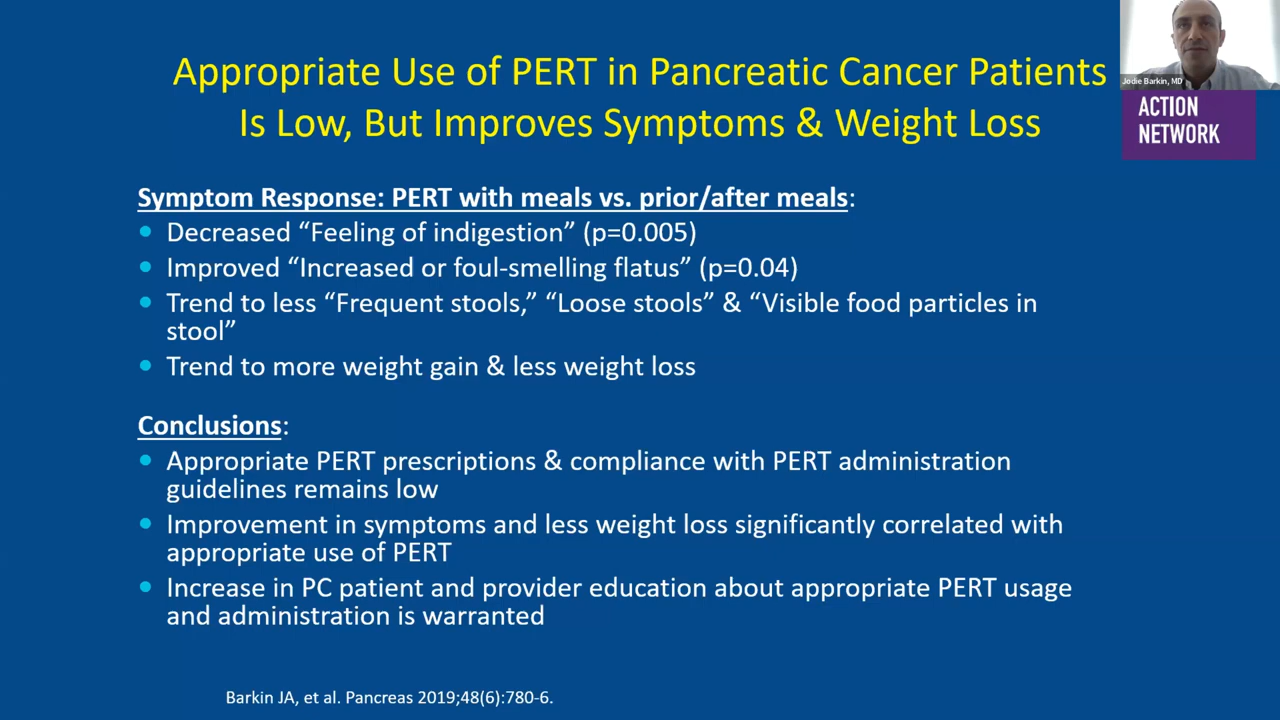 Appropriate Use of PERT in Pancreatic Cancer Patients
Is Low, But Improves Symptoms & Weight Loss
Jodie Barkin, MD
ACTION
NETWORK
Symptom Response: PERT with meals vs. prior/after meals:
• Decreased “Feeling of indigestion” (p=0.005)
• Improved “Increased or foul-smelling flatus” (p=0.04)
• Trend to less “Frequent stools,” “Loose stools” & “Visible food particles in
stool”
• Trend to more weight gain & less weight loss
Conclusions:
• Appropriate PERT prescriptions & compliance with PERT administration
guidelines remains low
• Improvement in symptoms and less weight loss significantly correlated with
appropriate use of PERT
• Increase in PC patient and provider education about appropriate PERT usage
and administration is warranted
Barkin JA, et al. Pancreas 2019;48(6):780-6.